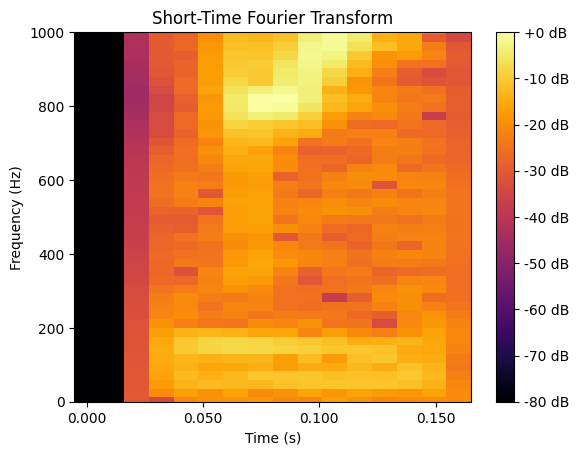 Short-Time Fourier Transform
1000
800
600
400
200
0
Frequency (Hz)
0.000
0.050
0.100
0.150
Time (s)
+0 dB
-10 dB
-20 dB
-30 dB
-40 dB
-50 dB
-60 dB
-70 dB
-80 dB